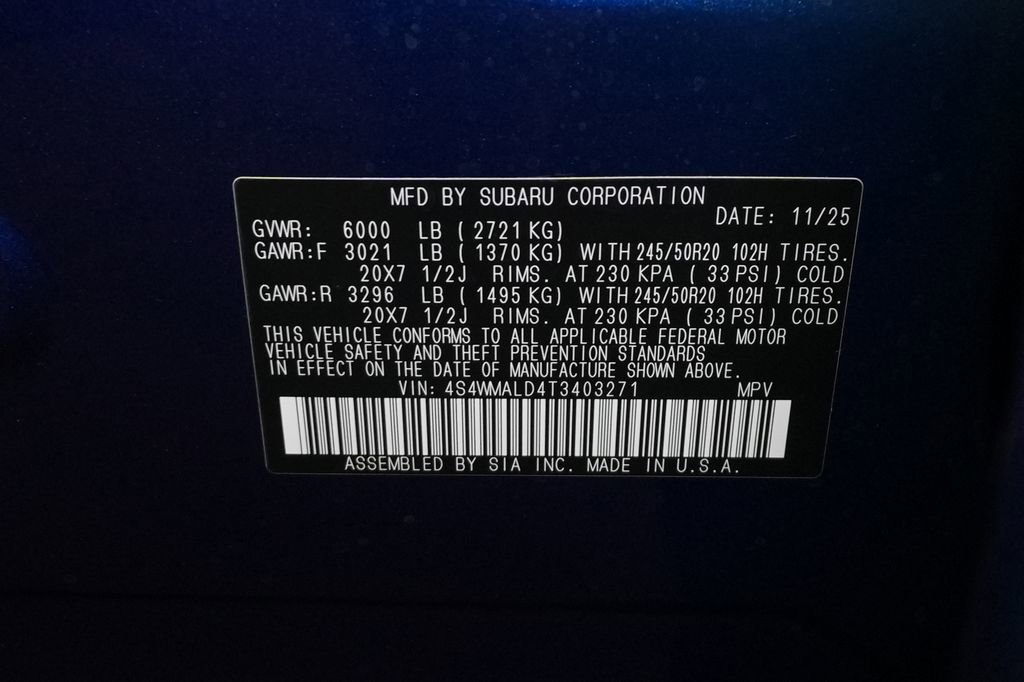 MFD BY SUBARU CORPORATION
DATE: 11/25
GVWR: 6000 LB ( 2721 KG)
GAWR:F 3021 LB ( 1370 KG) WITH 245/50R20 102H TIRES.
20X7 1/2J RIMS. AT 230 KPA ( 33 PSI) COLD
GAWR:R 3296 LB ( 1495 KG) WITH 245/50R20 102H TIRES.
20X7 1/2J RIMS. AT 230 KPA ( 33 PSI) COLD
THIS VEHICLE CONFORMS TO ALL APPLICABLE FEDERAL MOTOR
VEHICLE SAFETY AND THEFT PREVENTION STANDARDS
IN EFFECT ON THE DATE OF MANUFACTURE SHOWN ABOVE.
VIN: 4S4WMALD4T3403271 MPV
ASSEMBLED BY SIA INC. MADE IN U.S.A.